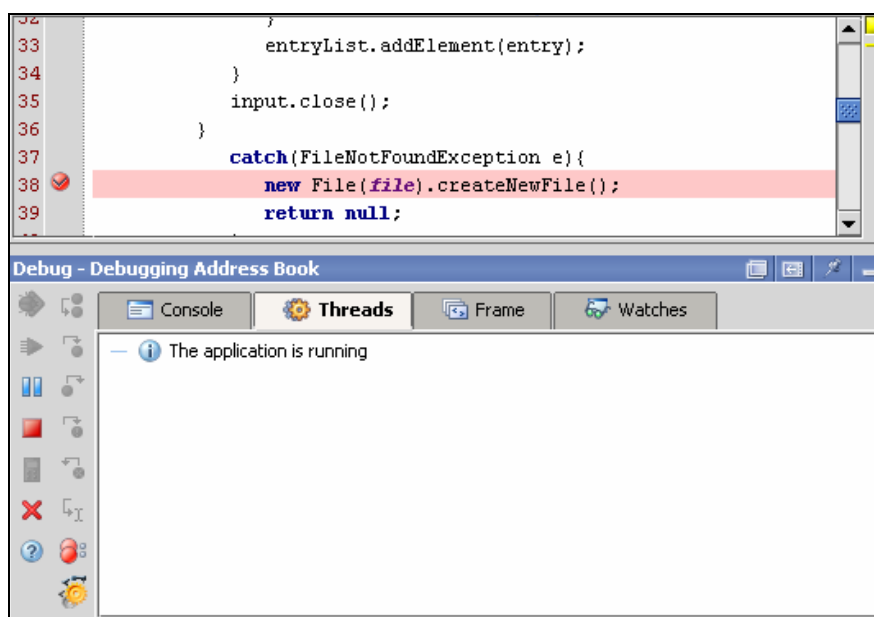 32 }
33 entryList.addElement(entry);
34 }
35 input.close();
36 }
37 catch(FileNotFoundException e){
38 new File(file).createNewFile();
39 return null;
Debug - Debugging Address Book
Console Threads Frame Watches
The application is running